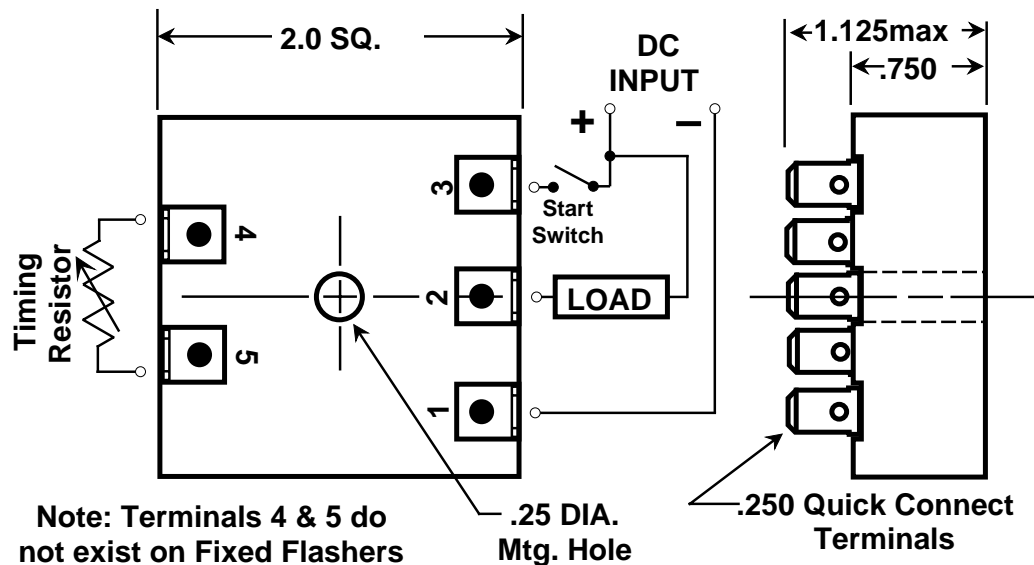 2.0 SQ.
DC
INPUT
+
–
1.125max
.750
3
Start
Switch
4
Timing
Resistor
2
LOAD
5
1
Note: Terminals 4 & 5 do
not exist on Fixed Flashers
.25 DIA.
Mtg. Hole
.250 Quick Connect
Terminals